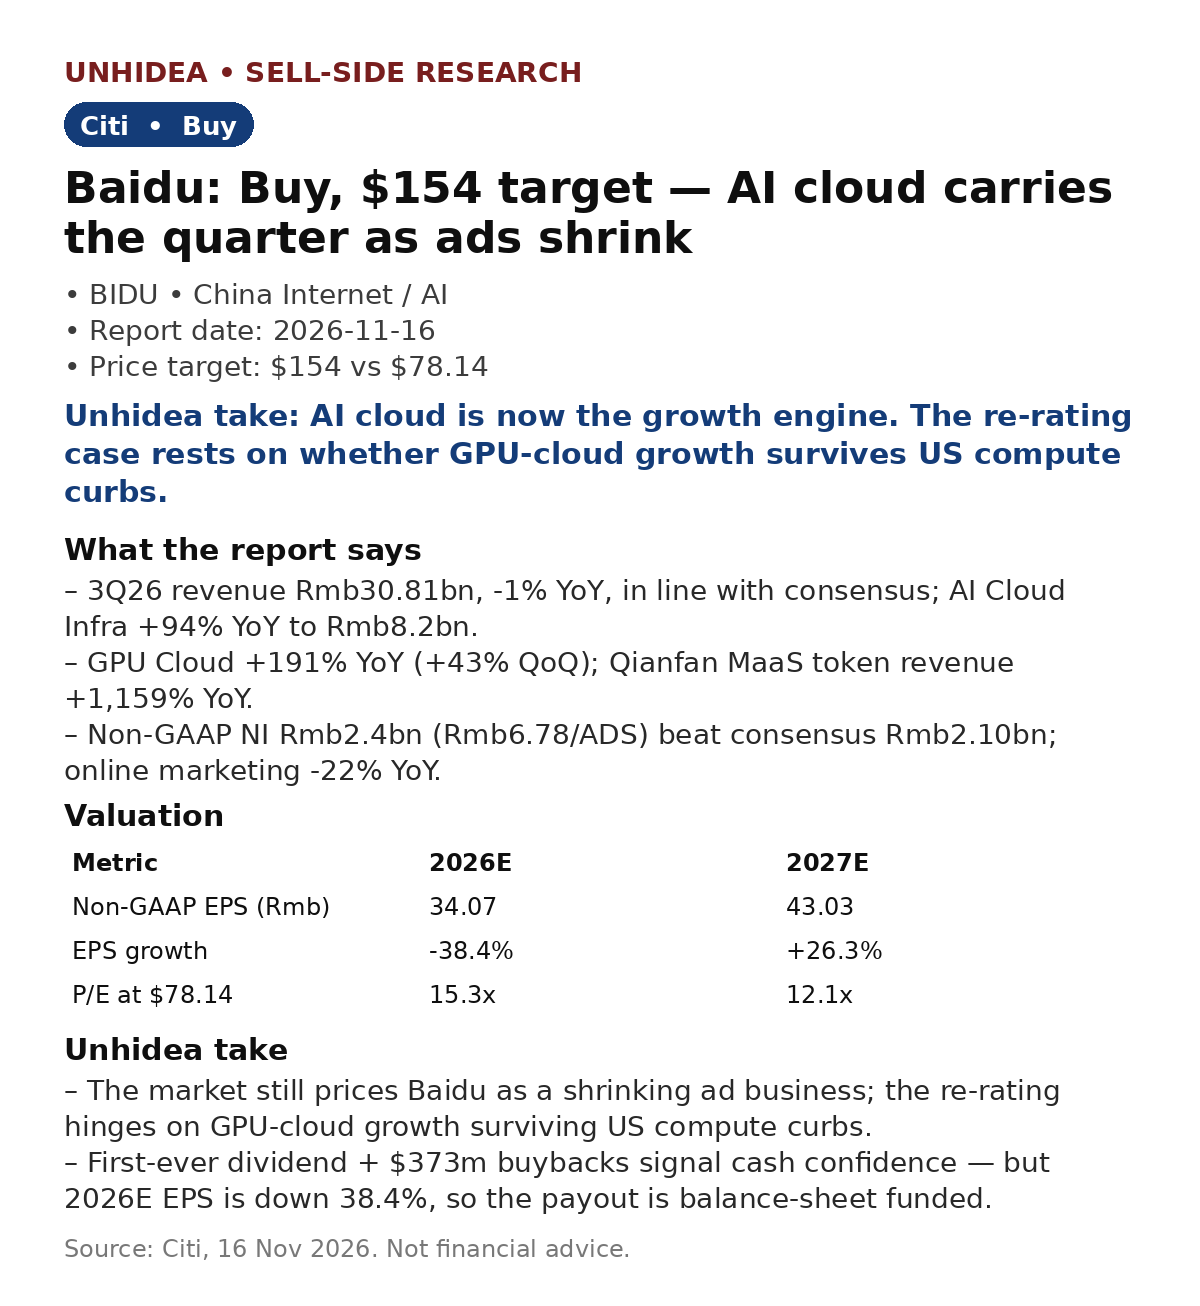 UNHIDEA • SELL-SIDE RESEARCH
Citi • Buy
Baidu: Buy, $154 target — AI cloud carries
the quarter as ads shrink
• BIDU • China Internet / AI
• Report date: 2026-11-16
• Price target: $154 vs $78.14
Unhidea take: AI cloud is now the growth engine. The re-rating
case rests on whether GPU-cloud growth survives US compute
curbs.
What the report says
– 3Q26 revenue Rmb30.81bn, -1% YoY, in line with consensus; AI Cloud
Infra +94% YoY to Rmb8.2bn.
– GPU Cloud +191% YoY (+43% QoQ); Qianfan MaaS token revenue
+1,159% YoY.
– Non-GAAP NI Rmb2.4bn (Rmb6.78/ADS) beat consensus Rmb2.10bn;
online marketing -22% YoY.
Valuation
Metric 2026E 2027E
Non-GAAP EPS (Rmb) 34.07 43.03
EPS growth -38.4% +26.3%
P/E at $78.14 15.3x 12.1x
Unhidea take
– The market still prices Baidu as a shrinking ad business; the re-rating
hinges on GPU-cloud growth surviving US compute curbs.
– First-ever dividend + $373m buybacks signal cash confidence — but
2026E EPS is down 38.4%, so the payout is balance-sheet funded.
Source: Citi, 16 Nov 2026. Not financial advice.